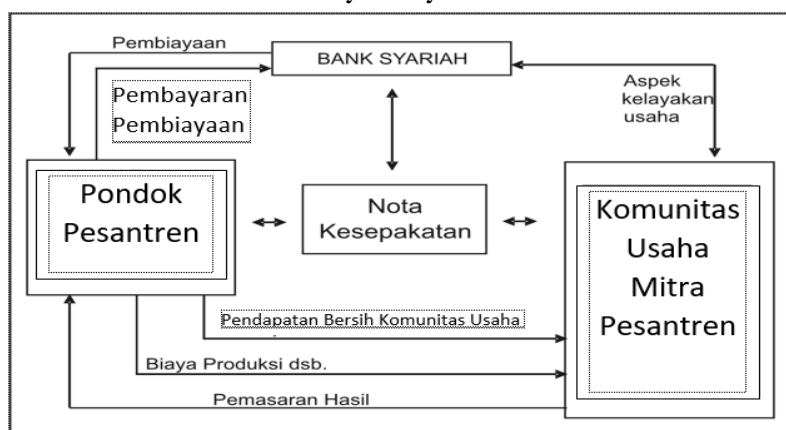 Pembiayaan
BANK SYARIAH
Pembayaran
Pembiayaan
Aspek
kelayakan
usaha
Pondok
Pesantren
Nota
Kesepakatan
Komunitas
Usaha
Mitra
Pesantren
Pendapatan Bersih Komunitas Usaha
Biaya Produksi dsb.
Pemasaran Hasil